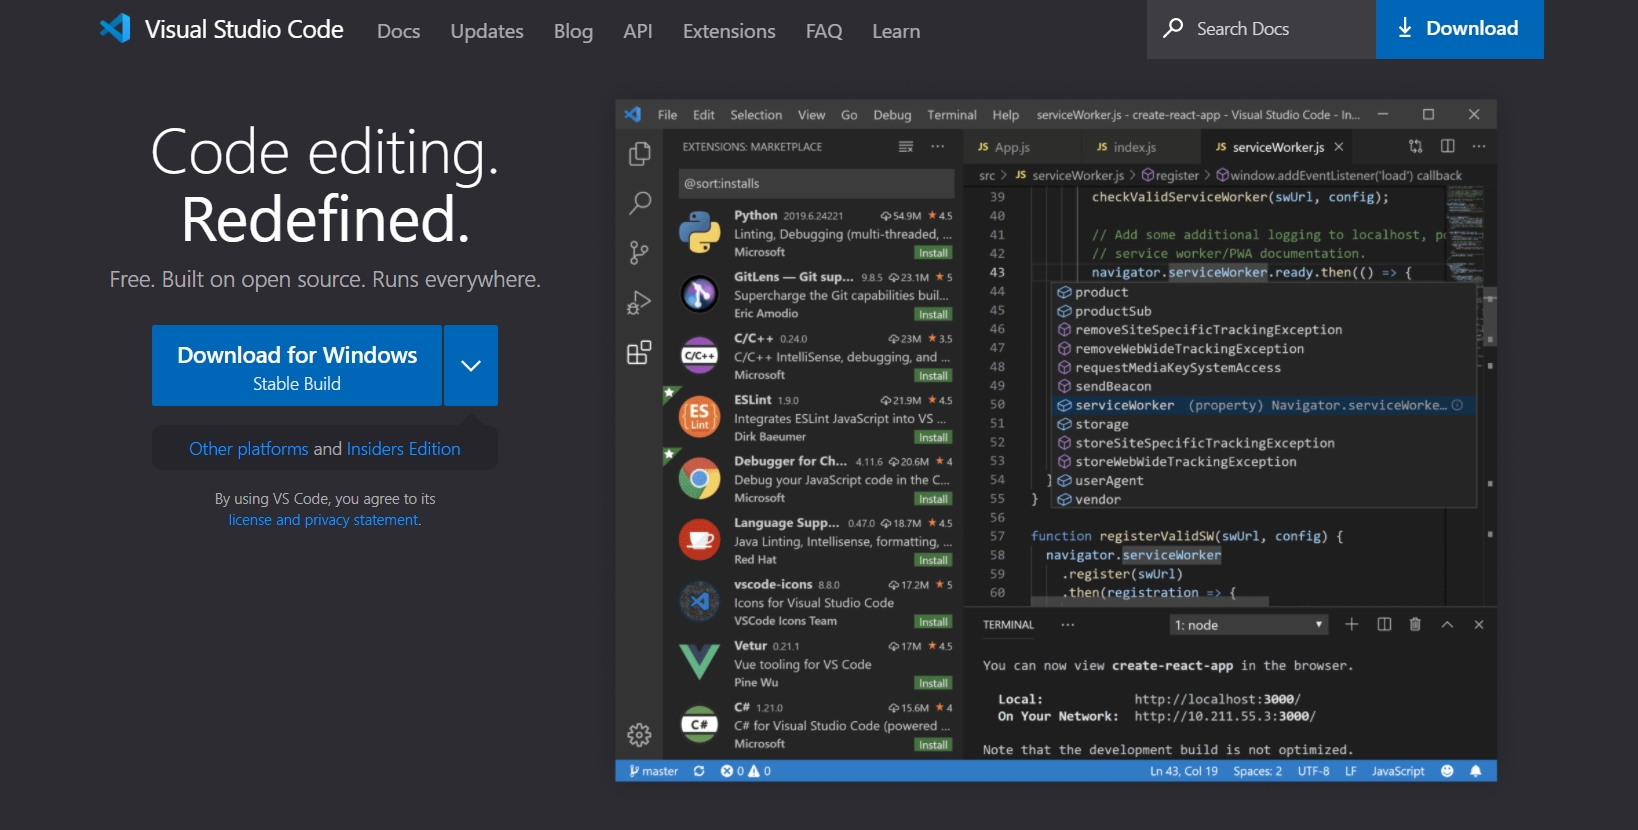 Visual Studio Code
Docs
Updates
Blog
API
Extensions
FAQ
Learn
Search Docs
Download
Code editing.
Redefined.
Free. Built on open source. Runs everywhere.
Download for Windows
Stable Build
Other platforms and Insiders Edition
By using VS Code, you agree to its
license and privacy statement.
File Edit Selection View Go Debug Terminal Help serviceWorker.js - create-react-app - Visual Studio Code - In...
EXTENSIONS: MARKETPLACE
@sort:installs
Python 2019.6.24221 54.9M ★ 4.5
Linting, Debugging (multi-threaded, ...
Microsoft Install
GitLens — Git sup... 9.8.5 23.1M ★ 5
Supercharge the Git capabilities buil...
Eric Amodio Install
C/C++
C/C++ 0.24.0 23M ★ 3.5
C/C++ IntelliSense, debugging, and ...
Microsoft Install
ES
Lint
ESLint 1.9.0 21.9M ★ 4.5
Integrates ESLint JavaScript into VS ...
Dirk Baeumer Install
Debugger for Ch... 4.11.6 20.6M ★ 4
Debug your JavaScript code in the C...
Microsoft Install
Language Supp... 0.47.0 18.7M ★ 4.5
Java Linting, Intellisense, formatting, ...
Red Hat Install
vscode-icons 8.8.0 17.2M ★ 5
Icons for Visual Studio Code
VSCode Icons Team Install
Vetur 0.21.1 17M ★ 4.5
Vue tooling for VS Code
Pine Wu Install
C#
C# 1.21.0 15.6M ★ 4
C# for Visual Studio Code (powered ...
Microsoft Install
JS App.js
JS index.js
JS serviceWorker.js
src > JS serviceWorker.js > register > window.addEventListener('load') callback
39 checkValidServiceWorker(swUrl, config);
40
41 // Add some additional logging to localhost, po
42 // service worker/PWA documentation.
43 navigator.serviceWorker.ready.then(() => {
44 product
45 productSub
46 removeSiteSpecificTrackingException
47 removeWebWideTrackingException
48 requestMediaKeySystemAccess
49 sendBeacon
50 serviceWorker (property) Navigator.serviceWorke...
51 storage
52 storeSiteSpecificTrackingException
53 storeWebWideTrackingException
54 } userAgent
55 } vendor
56
57 function registerValidSW(swUrl, config) {
58 navigator.serviceWorker
59 .register(swUrl)
60 .then(registration => {
TERMINAL ... 1: node
You can now view create-react-app in the browser.
Local: http://localhost:3000/
On Your Network: http://10.211.55.3:3000/
Note that the development build is not optimized.
master 0 0 Ln 43, Col 19 Spaces: 2 UTF-8 LF JavaScript